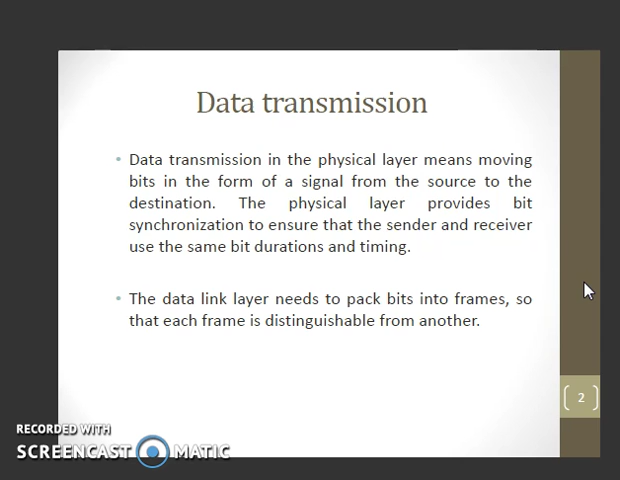 Data transmission
• Data transmission in the physical layer means moving
bits in the form of a signal from the source to the
destination. The physical layer provides bit
synchronization to ensure that the sender and receiver
use the same bit durations and timing.
• The data link layer needs to pack bits into frames, so
that each frame is distinguishable from another.
2
RECORDED WITH
SCREENCAST MATIC